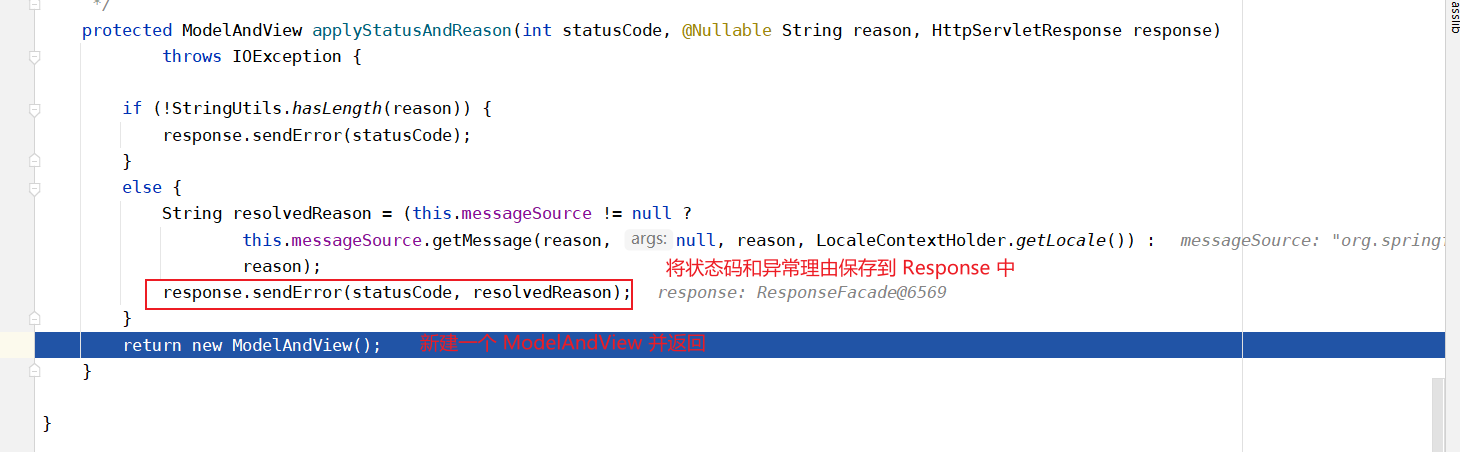 */
protected ModelAndView applyStatusAndReason(int statusCode, @Nullable String reason, HttpServletResponse response)
throws IOException {
if (!StringUtils.hasLength(reason)) {
response.sendError(statusCode);
}
else {
String resolvedReason = (this.messageSource != null ?
this.messageSource.getMessage(reason, args: null, reason, LocaleContextHolder.getLocale()) : messageSource: "org.spring
reason); 将状态码和异常理由保存到 Response 中
response.sendError(statusCode, resolvedReason); response: ResponseFacade@6569
}
return new ModelAndView(); 新建一个 ModelAndView 并返回
}
}